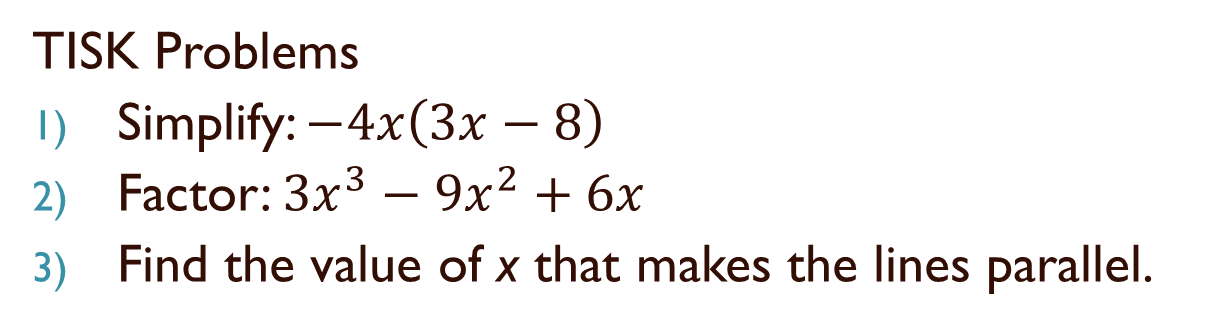 TISK Problems
1) Simplify: −4x(3x − 8)
2) Factor: 3x³ − 9x² + 6x
3) Find the value of x that makes the lines parallel.